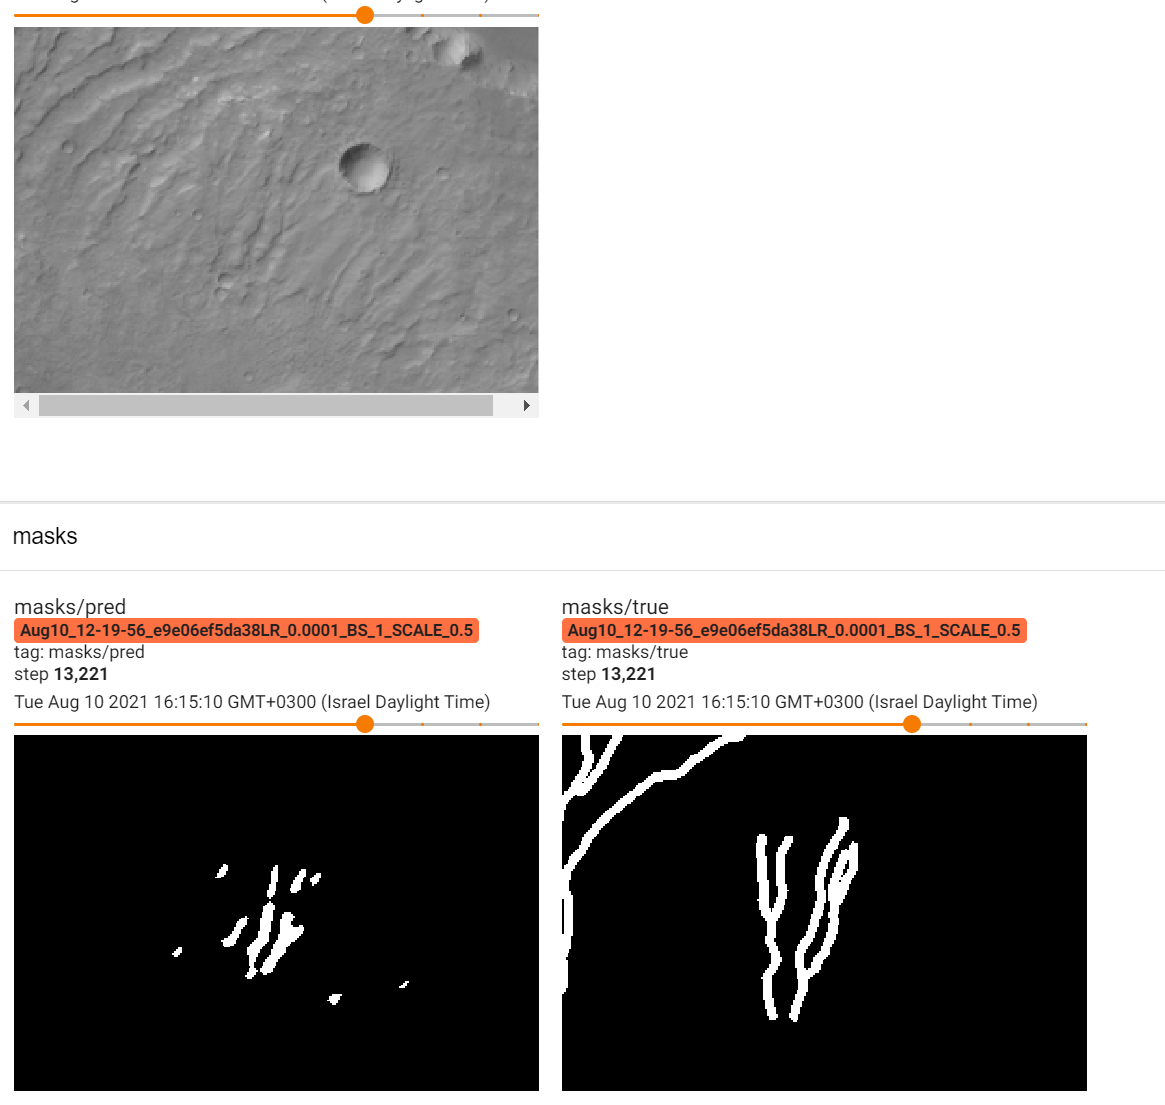 masks
masks/pred
Aug10_12-19-56_e9e06ef5da38LR_0.0001_BS_1_SCALE_0.5
tag: masks/pred
step 13,221
Tue Aug 10 2021 16:15:10 GMT+0300 (Israel Daylight Time)
masks/true
Aug10_12-19-56_e9e06ef5da38LR_0.0001_BS_1_SCALE_0.5
tag: masks/true
step 13,221
Tue Aug 10 2021 16:15:10 GMT+0300 (Israel Daylight Time)